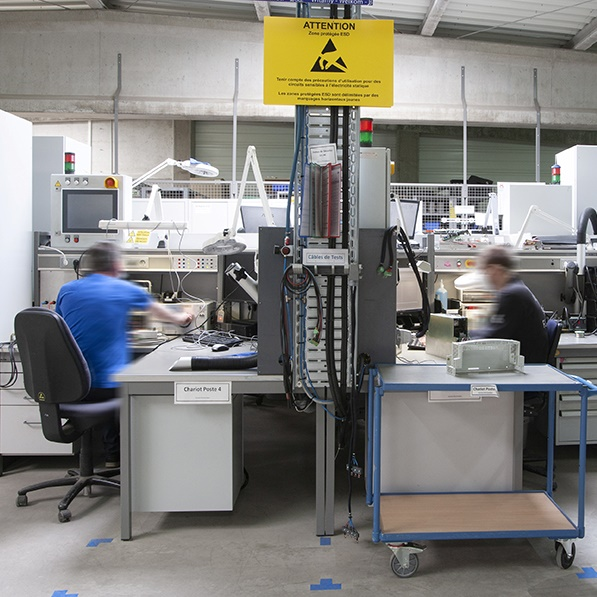 ATTENTION
Zone protégée ESD
Tenir compte des précautions d'utilisation pour des
circuits sensibles à l'électricité statique
Les zones protégées ESD sont délimitées par des
marquages horizontaux jaunes
Câbles de Tests
Chariot Poste 4
Chariot Poste